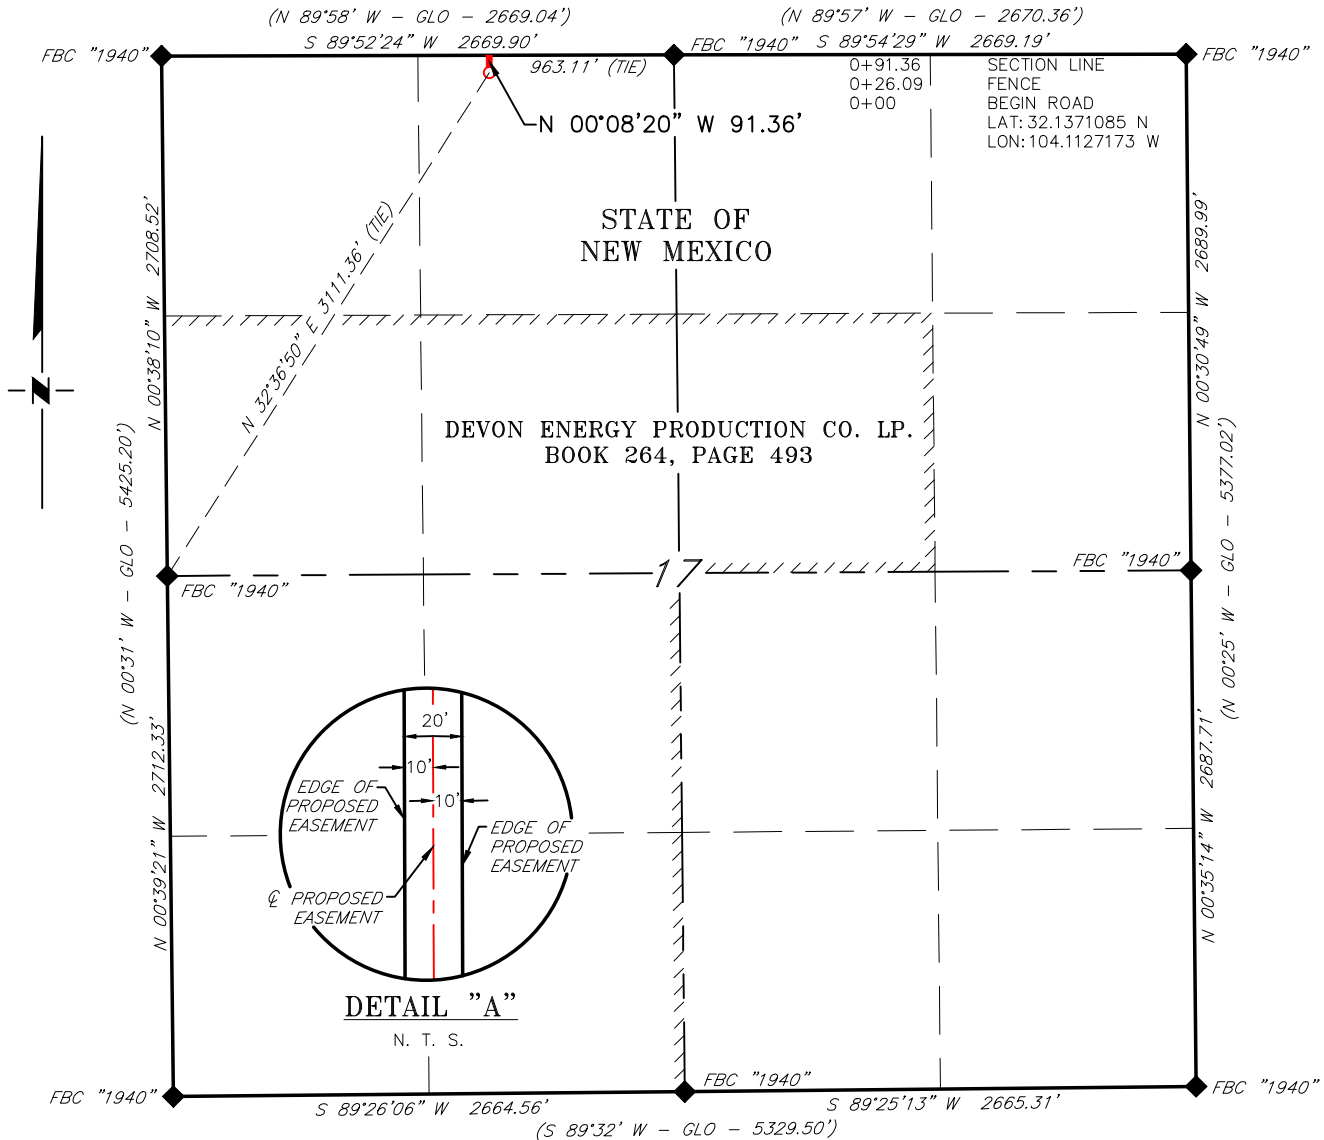 (N 89°58' W - GLO - 2669.04')
(N 89°57' W - GLO - 2670.36')
FBC "1940"
S 89°52'24" W 2669.90'
FBC "1940"
S 89°54'29" W 2669.19'
FBC "1940"
963.11' (TIE)
0+91.36 SECTION LINE
0+26.09 FENCE
0+00 BEGIN ROAD
LAT: 32.1371085 N
LON: 104.1127173 W
N 00°08'20" W 91.36'
STATE OF
NEW MEXICO
N 32°36'50" E 3111.36' (TIE)
N 00°38'10" W 2708.52'
N 00°30'49" W 2689.99'
N
DEVON ENERGY PRODUCTION CO. LP.
BOOK 264, PAGE 493
(N 00°31' W - GLO - 5425.20')
(N 00°25' W - GLO - 5377.02')
FBC "1940"
17
FBC "1940"
N 00°39'21" W 2712.33'
N 00°35'14" W 2687.71'
20'
10'
10'
EDGE OF
PROPOSED
EASEMENT
EDGE OF
PROPOSED
EASEMENT
℄ PROPOSED
EASEMENT
DETAIL "A"
N. T. S.
FBC "1940"
FBC "1940"
FBC "1940"
S 89°26'06" W 2664.56'
S 89°25'13" W 2665.31'
(S 89°32' W - GLO - 5329.50')